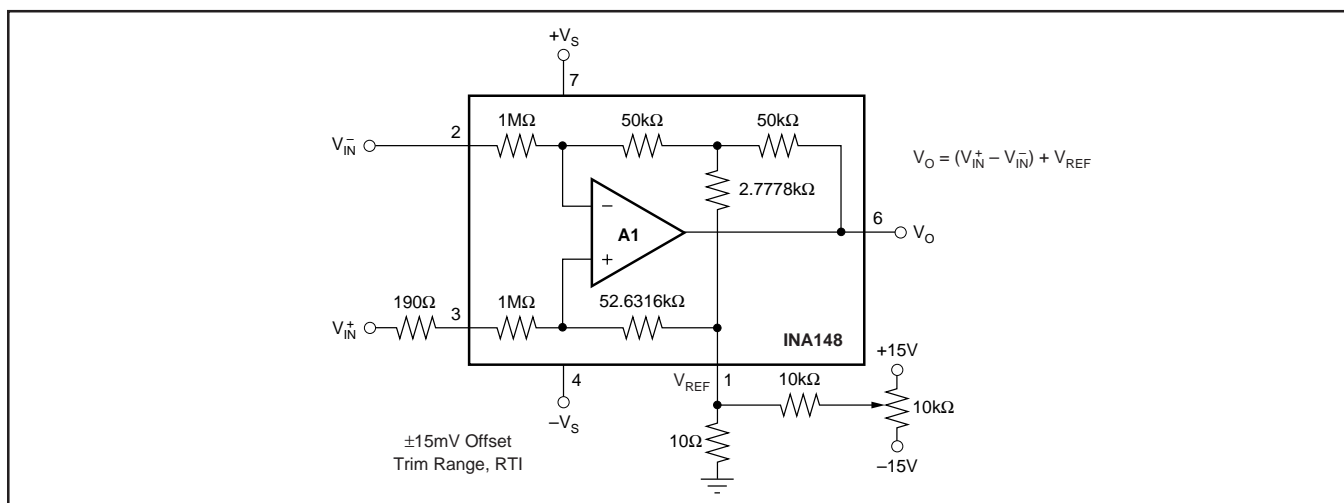 +V_S
7
1MΩ
50kΩ
50kΩ
V_IN^–
2
V_O = (V_IN^+ – V_IN^–) + V_REF
2.7778kΩ
–
A1
+
6
V_O
190Ω
3
1MΩ
52.6316kΩ
V_IN^+
INA148
4
V_REF
1
+15V
10kΩ
10kΩ
–V_S
10Ω
–15V
±15mV Offset
Trim Range, RTI